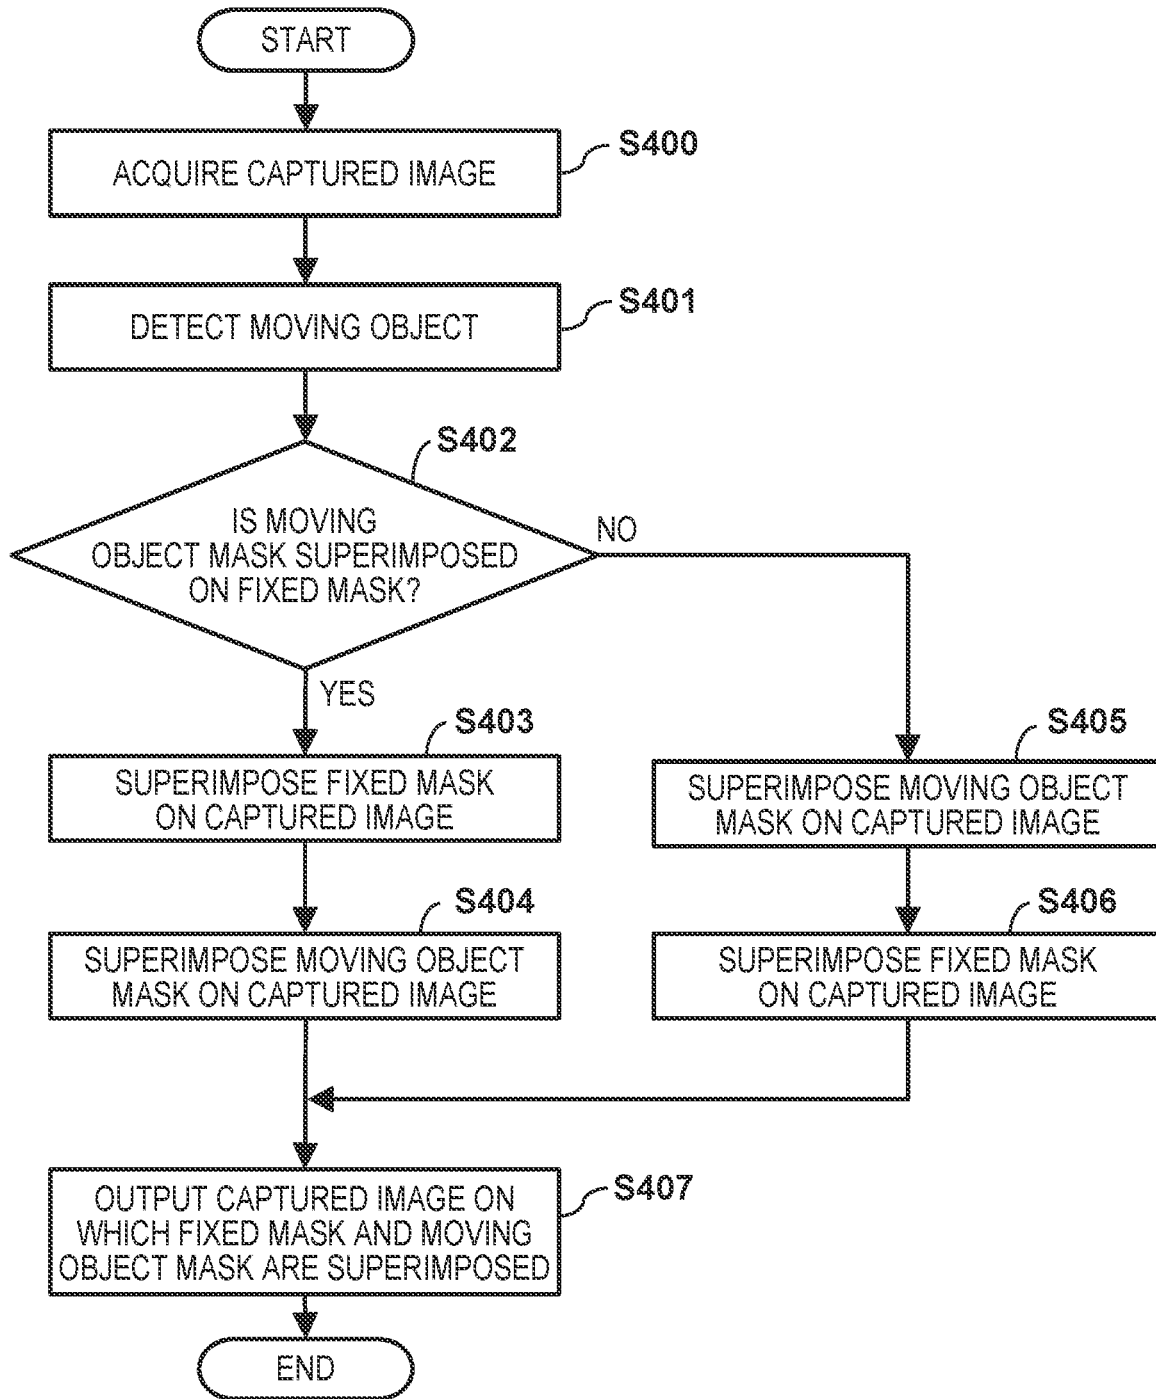 START
ACQUIRE CAPTURED IMAGE
S400
DETECT MOVING OBJECT
S401
S402
IS MOVING
OBJECT MASK SUPERIMPOSED
ON FIXED MASK?
NO
YES
S403
SUPERIMPOSE FIXED MASK
ON CAPTURED IMAGE
S404
SUPERIMPOSE MOVING OBJECT
MASK ON CAPTURED IMAGE
S405
SUPERIMPOSE MOVING OBJECT
MASK ON CAPTURED IMAGE
S406
SUPERIMPOSE FIXED MASK
ON CAPTURED IMAGE
OUTPUT CAPTURED IMAGE ON
WHICH FIXED MASK AND MOVING
OBJECT MASK ARE SUPERIMPOSED
S407
END